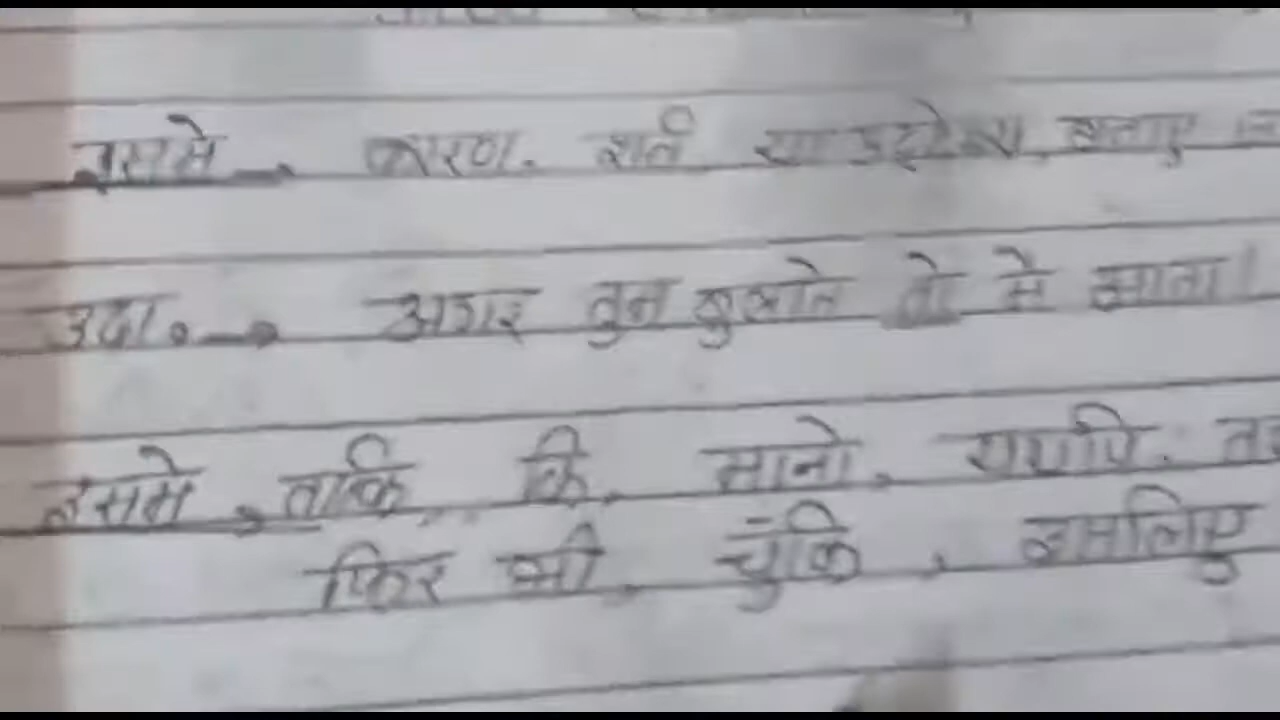 इसमे → कारण, शर्त या उद्देश्य बताए
उदा. → अगर तुम बुलाते तो मे आता।
इसमे → ताकि कि, मानो, यद्यपि,
फिर भी, चुँकि, इसलिए